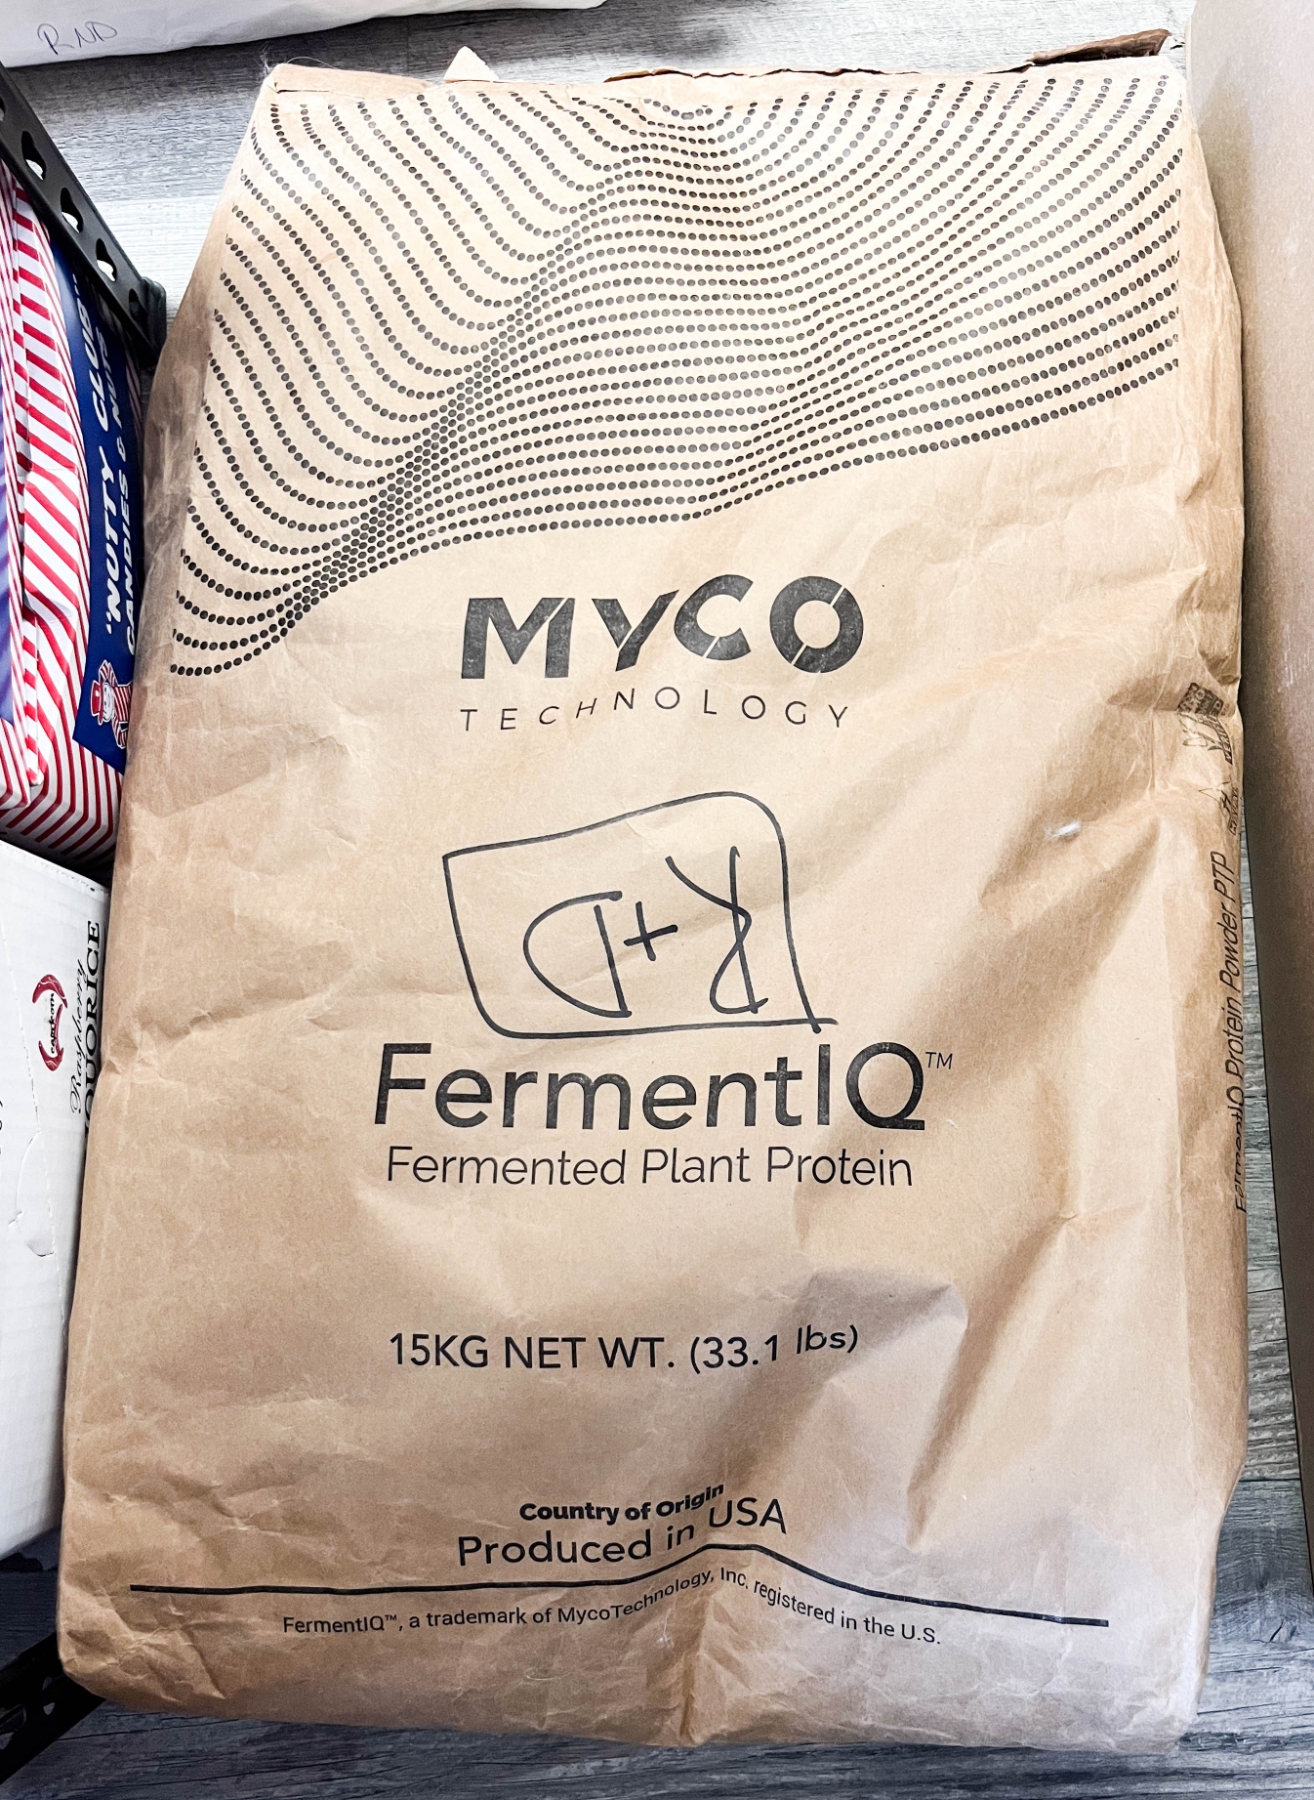 RND
"NUTTY CLUB"
CANDIES & NUTS
Raspberry
MYCO
TECHNOLOGY
R+D
FermentIQ™
Fermented Plant Protein
15KG NET WT. (33.1 lbs)
Country of Origin
Produced in USA
FermentIQ™, a trademark of MycoTechnology, Inc. registered in the U.S.
FermentIQ Protein Powder PTP